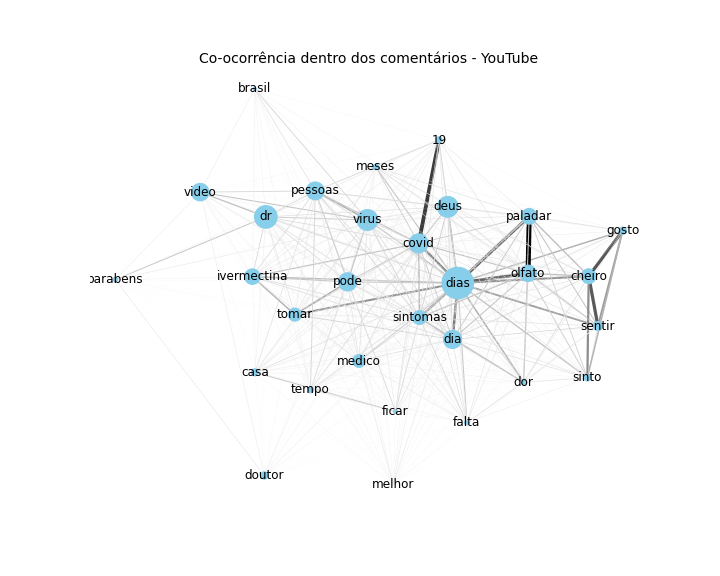 Co-ocorrência dentro dos comentários - YouTube
brasil
19
meses
video
pessoas
deus
dr
virus
paladar
gosto
covid
parabens
ivermectina
pode
dias
olfato
cheiro
tomar
sintomas
sentir
dia
medico
casa
tempo
dor
sinto
ficar
falta
doutor
melhor